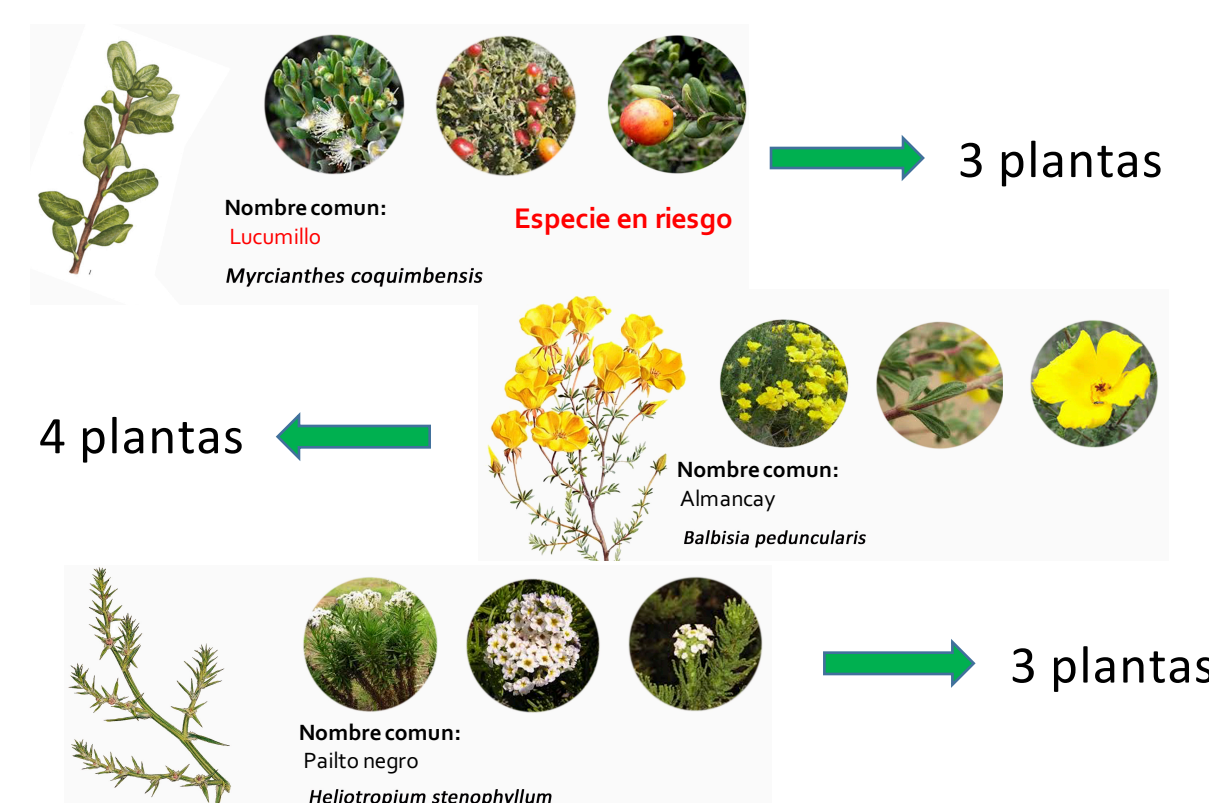 3 plantas
Nombre comun:
Lucumillo
Especie en riesgo
Myrcianthes coquimbensis
4 plantas
Nombre comun:
Almancay
Balbisia peduncularis
3 plantas
Nombre comun:
Pailto negro
Heliotropium stenophyllum